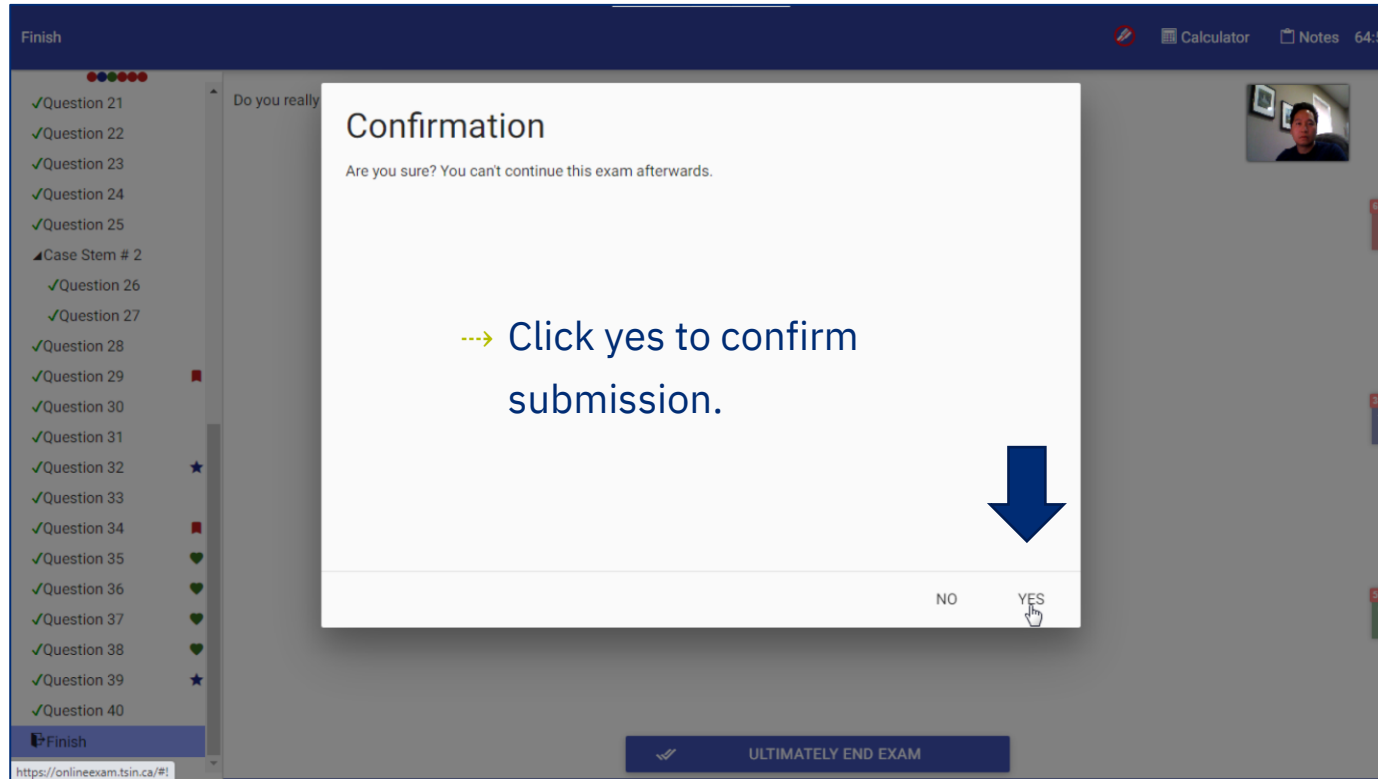 Finish
Calculator
Notes
64:
Question 21
Question 22
Question 23
Question 24
Question 25
Case Stem # 2
Question 26
Question 27
Question 28
Question 29
Question 30
Question 31
Question 32
Question 33
Question 34
Question 35
Question 36
Question 37
Question 38
Question 39
Question 40
Finish
https://onlineexam.tsin.ca/#!
Do you really
Confirmation
Are you sure? You can't continue this exam afterwards.
Click yes to confirm
submission.
NO
YES
ULTIMATELY END EXAM